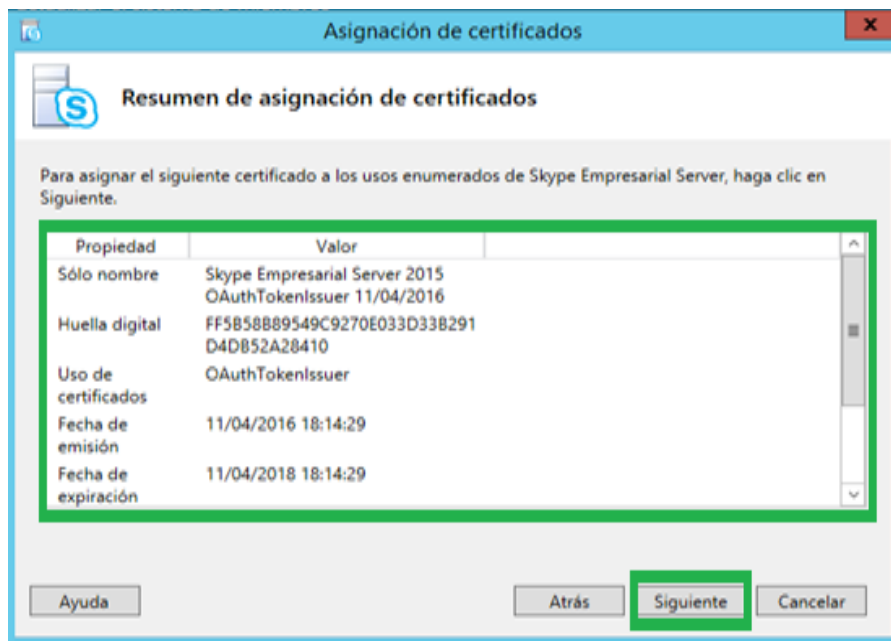 Asignación de certificados
Resumen de asignación de certificados
Para asignar el siguiente certificado a los usos enumerados de Skype Empresarial Server, haga clic en
Siguiente.
Propiedad Valor
Sólo nombre Skype Empresarial Server 2015
OAuthTokenIssuer 11/04/2016
Huella digital FF5B58B89549C9270E033D33B291
D4DB52A28410
Uso de OAuthTokenIssuer
certificados
Fecha de 11/04/2016 18:14:29
emisión
Fecha de 11/04/2018 18:14:29
expiración
Ayuda Atrás Siguiente Cancelar